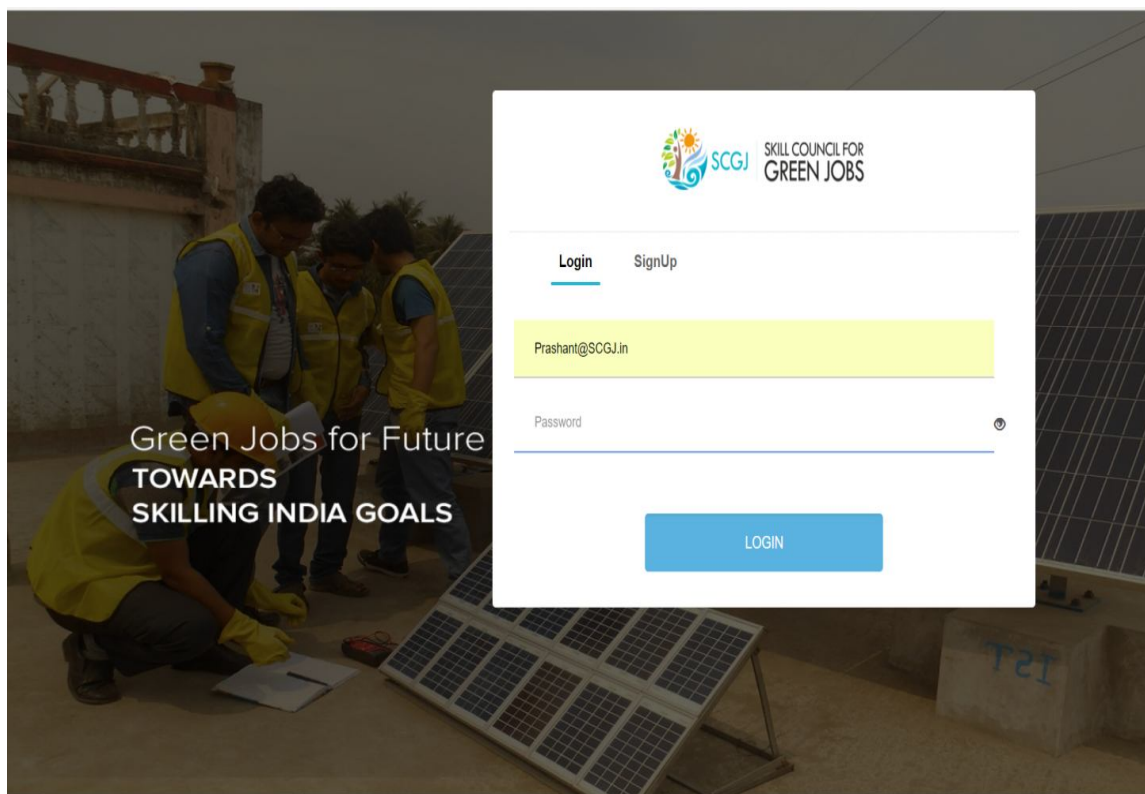 SCGJ
SKILL COUNCIL FOR
GREEN JOBS
Login SignUp
Prashant@SCGJ.in
Password
Green Jobs for Future
TOWARDS
SKILLING INDIA GOALS
LOGIN
IST